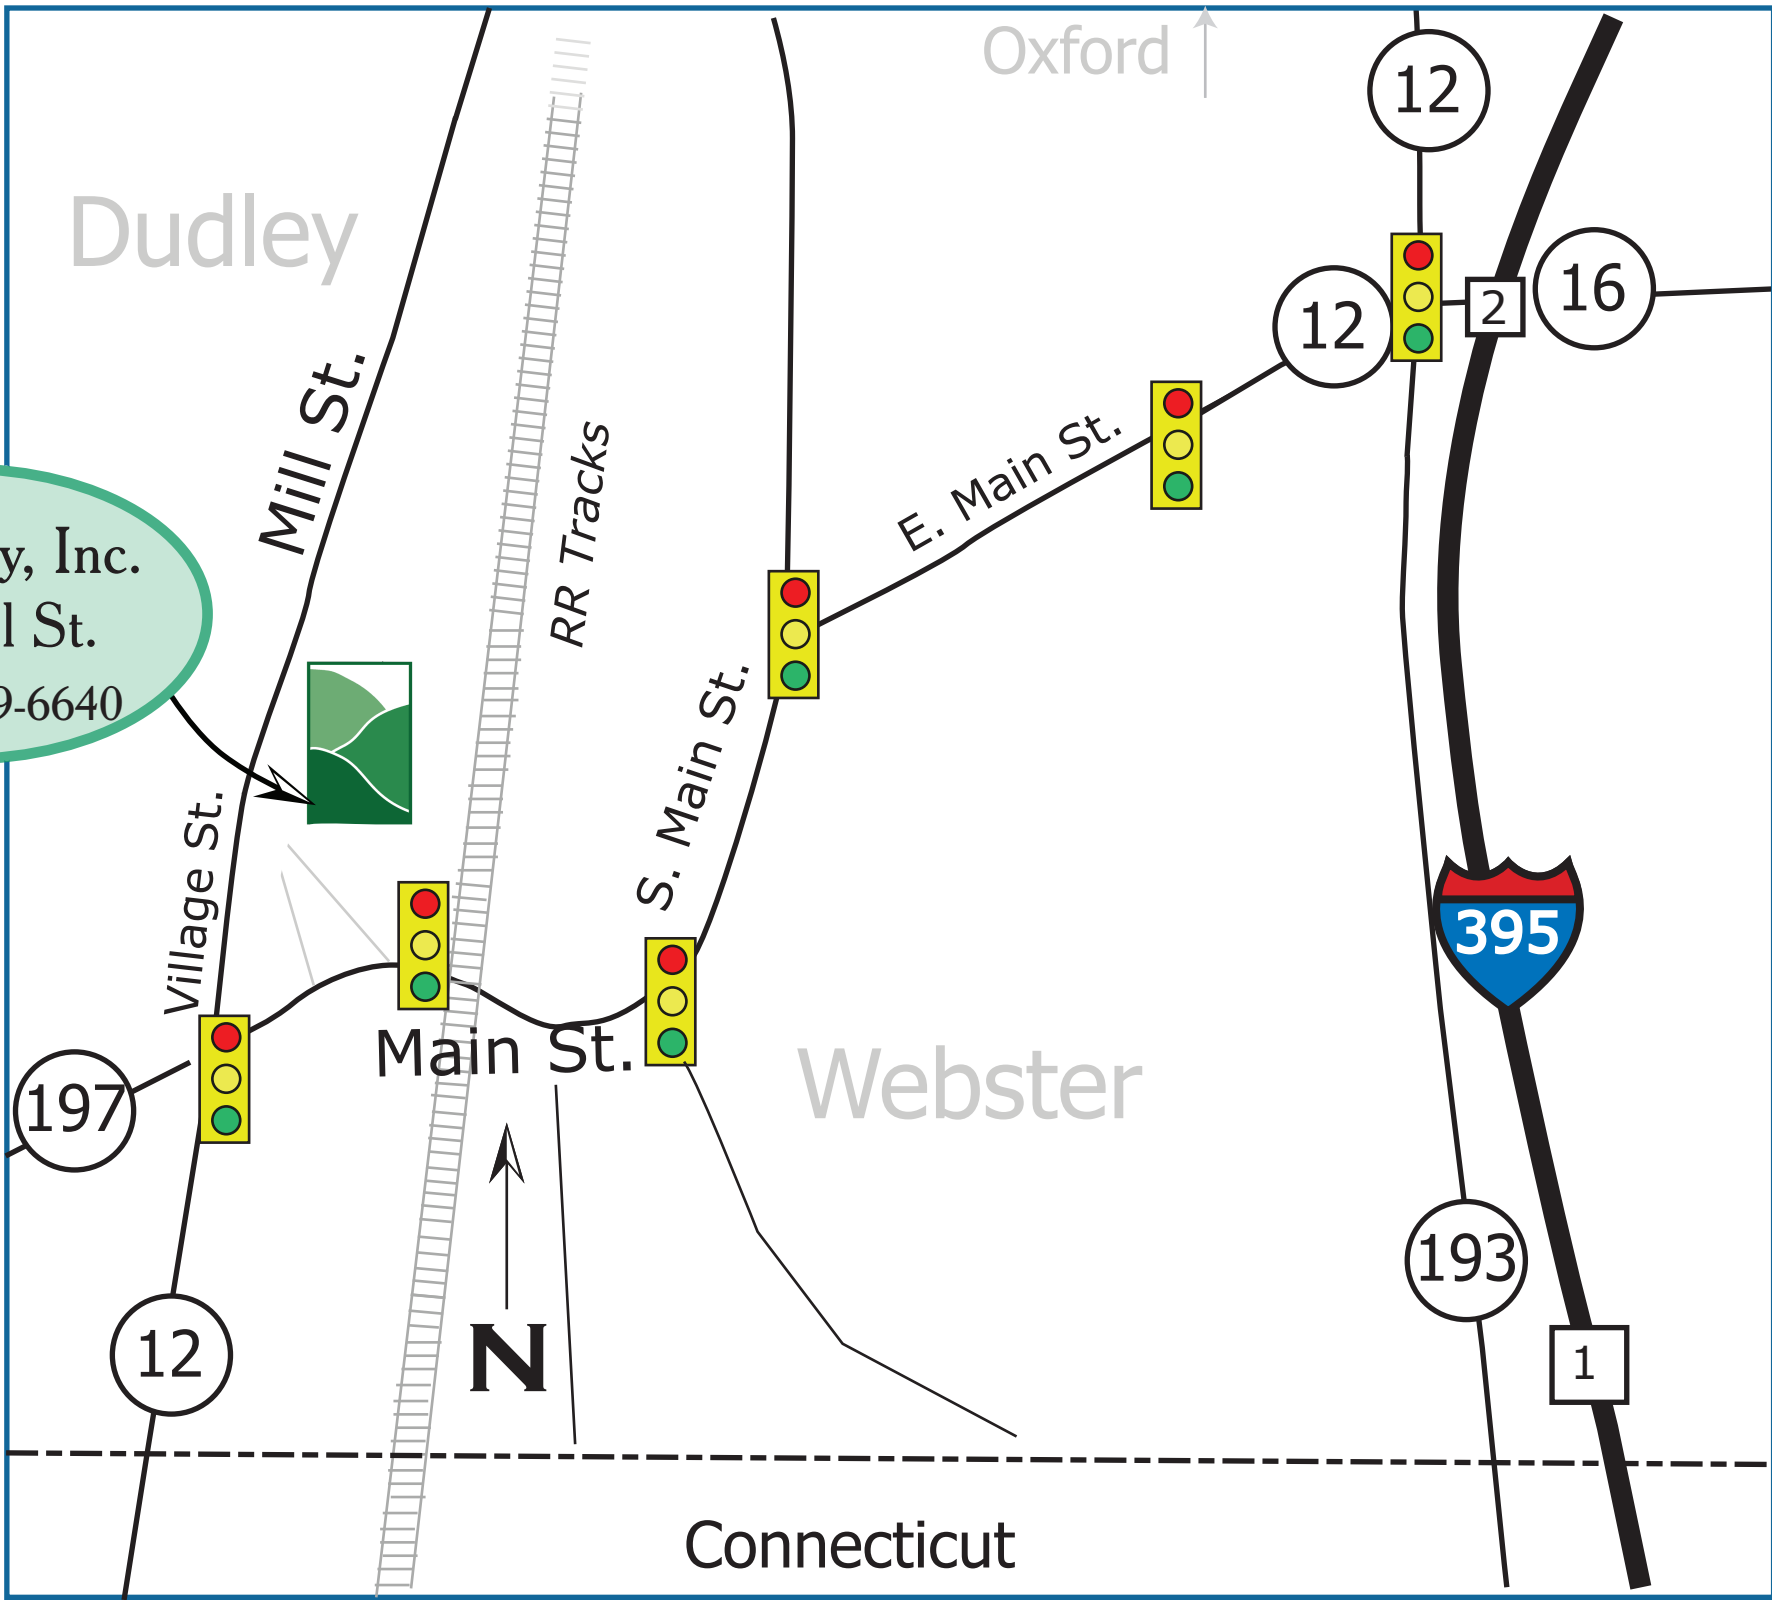 Oxford
12
Dudley
16
2
12
Mill St.
E. Main St.
RR Tracks
y, Inc.
l St.
9-6640
S. Main St.
Village St.
395
Main St.
Webster
197
193
N
12
1
Connecticut